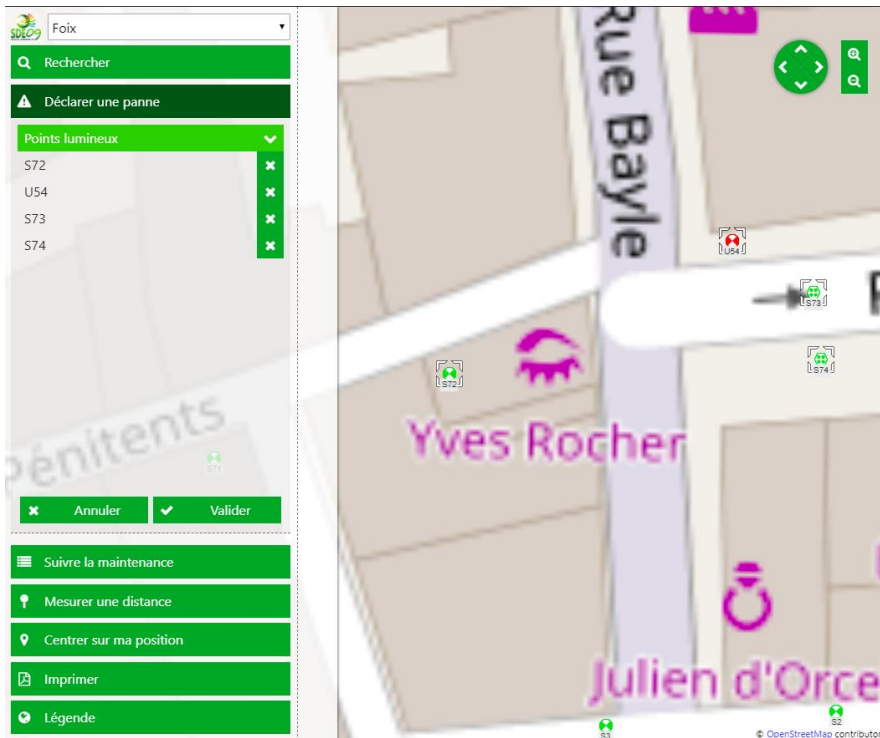 SDE09
Foix
Rechercher
Déclarer une panne
Points lumineux
S72
U54
S73
S74
Pénitents
S71
Annuler
Valider
Suivre la maintenance
Mesurer une distance
Centrer sur ma position
Imprimer
Légende
Rue Bayle
U54
S73
S74
S72
Yves Rocher
Julien d'Orce
S3
S2
© OpenStreetMap contributor